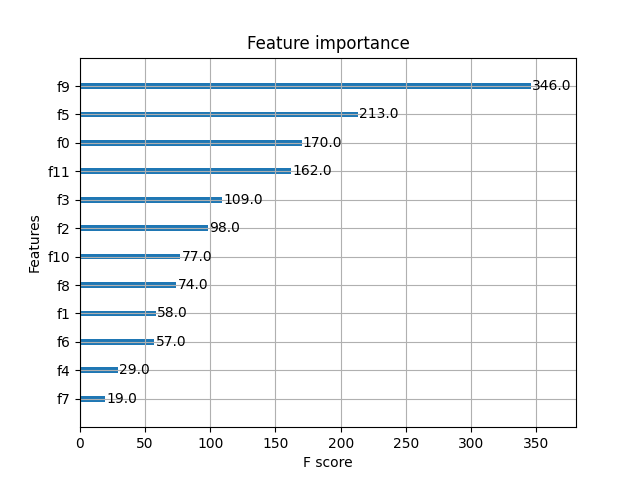 Feature importance
Features
f9 346.0
f5 213.0
f0 170.0
f11 162.0
f3 109.0
f2 98.0
f10 77.0
f8 74.0
f1 58.0
f6 57.0
f4 29.0
f7 19.0
0 50 100 150 200 250 300 350
F score